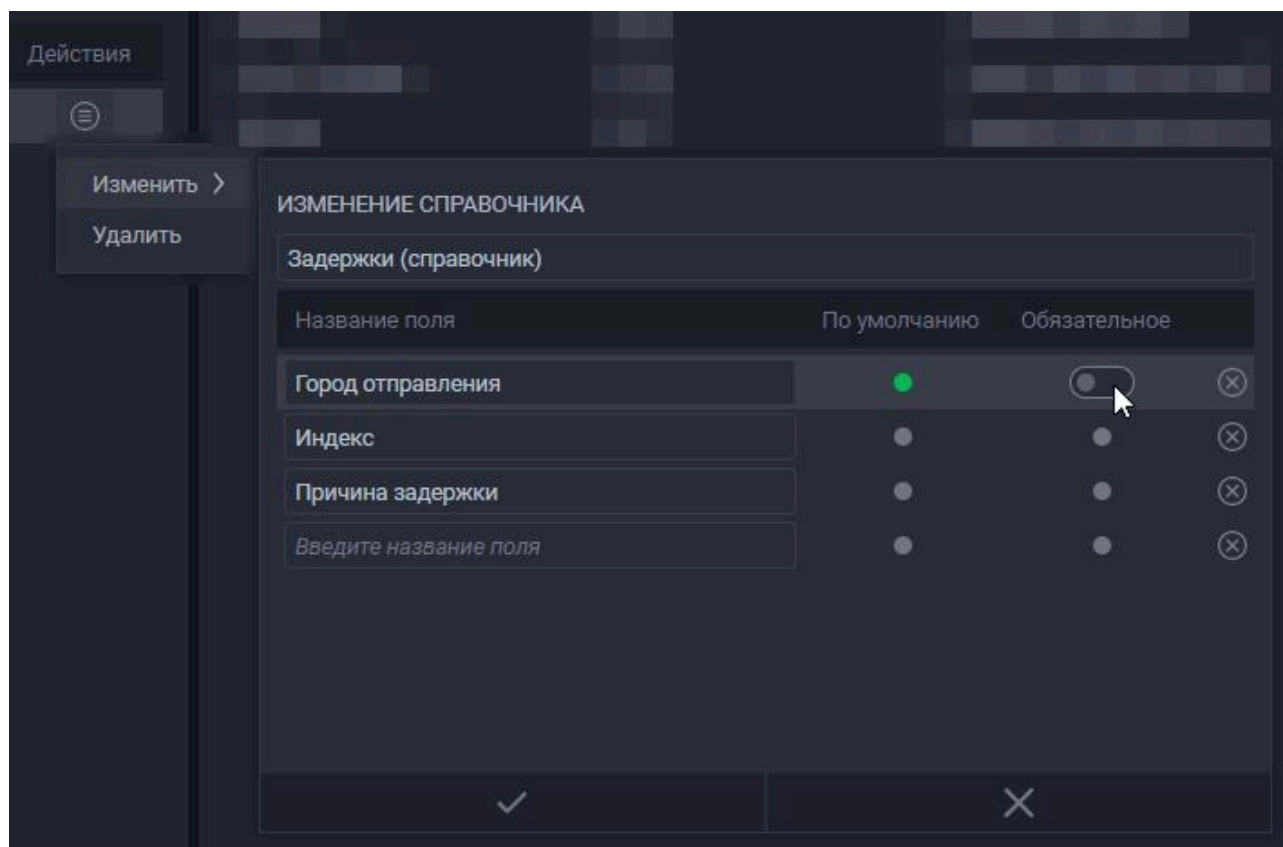 Действия
Изменить
Удалить
ИЗМЕНЕНИЕ СПРАВОЧНИКА
Задержки (справочник)
Название поля По умолчанию Обязательное
Город отправления
Индекс
Причина задержки
Введите название поля